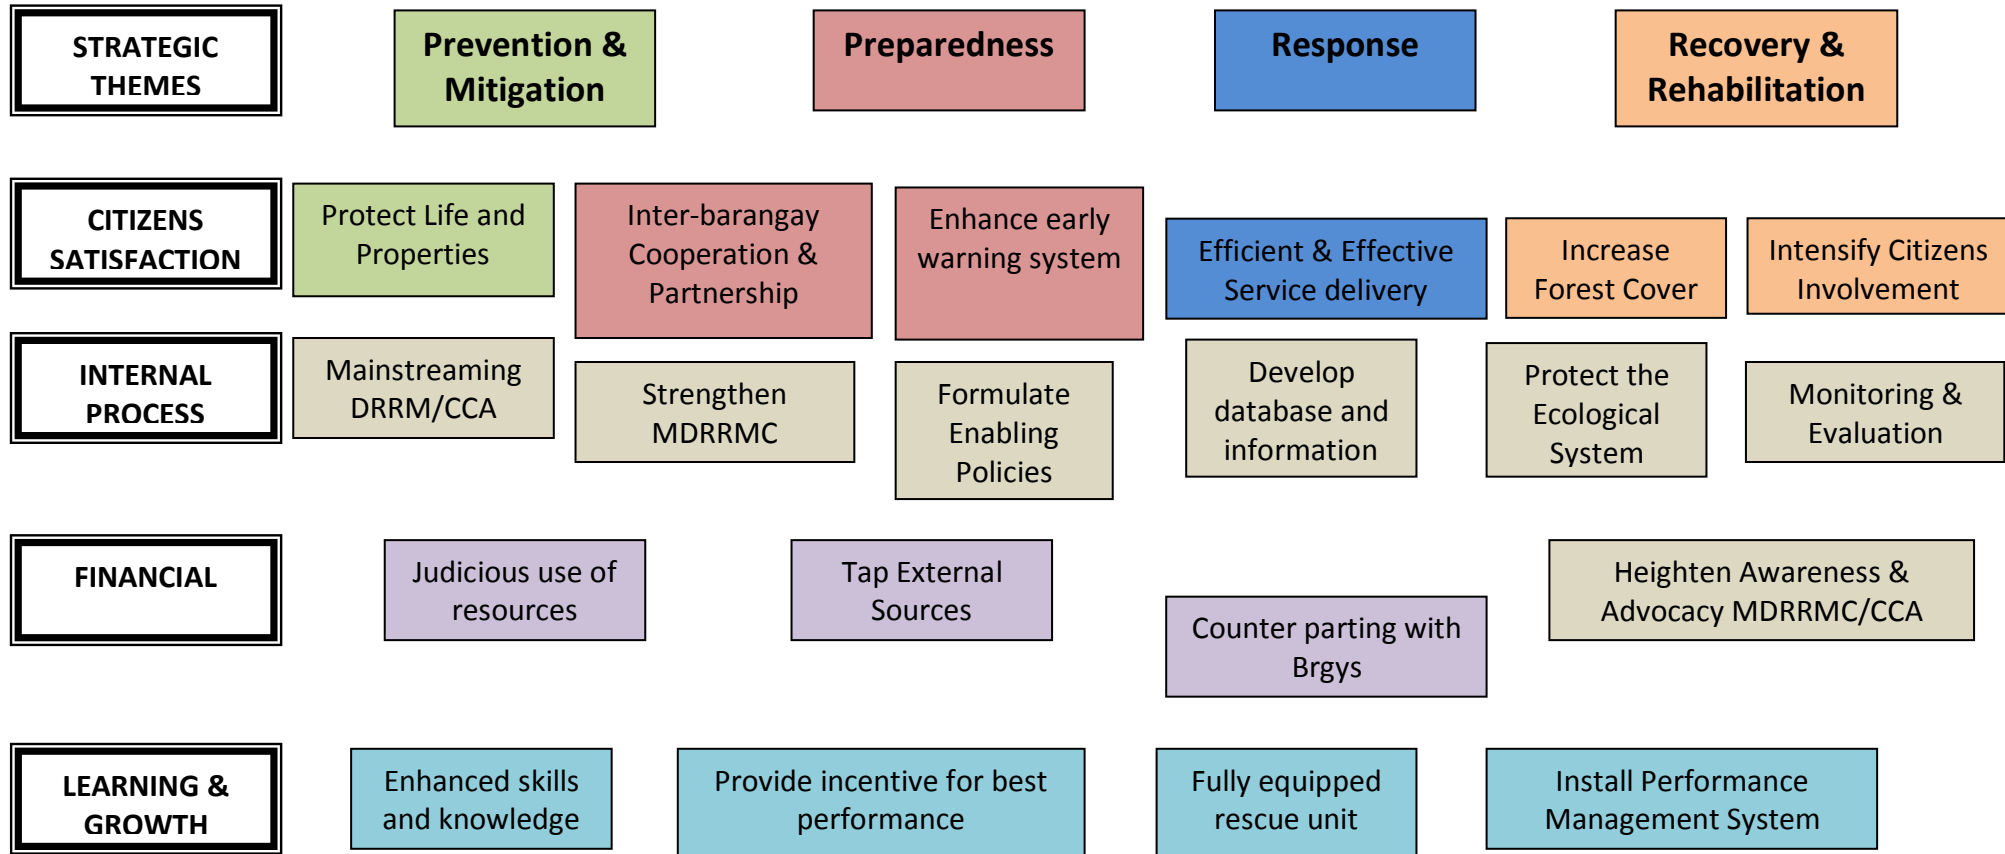 STRATEGIC
THEMES
Prevention &
Mitigation
Preparedness
Response
Recovery &
Rehabilitation
CITIZENS
SATISFACTION
Protect Life and
Properties
Inter-barangay
Cooperation &
Partnership
Enhance early
warning system
Efficient & Effective
Service delivery
Increase
Forest Cover
Intensify Citizens
Involvement
INTERNAL
PROCESS
Mainstreaming
DRRM/CCA
Strengthen
MDRRMC
Formulate
Enabling
Policies
Develop
database and
information
Protect the
Ecological
System
Monitoring &
Evaluation
FINANCIAL
Judicious use of
resources
Tap External
Sources
Counter parting with
Brgys
Heighten Awareness &
Advocacy MDRRMC/CCA
LEARNING &
GROWTH
Enhanced skills
and knowledge
Provide incentive for best
performance
Fully equipped
rescue unit
Install Performance
Management System